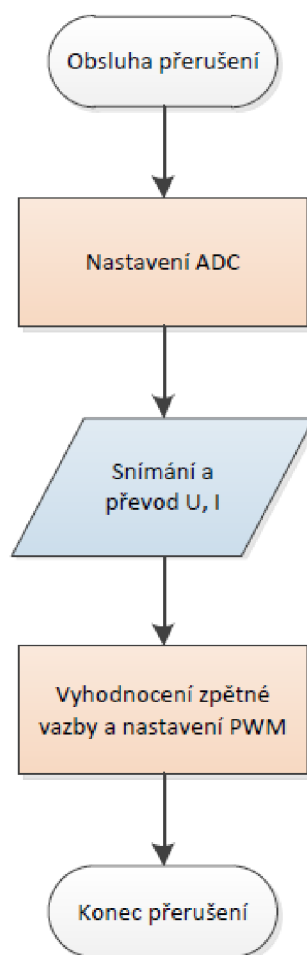 Obsluha přerušení
Nastavení ADC
Snímání a
převod U, I
Vyhodnocení zpětné
vazby a nastavení PWM
Konec přerušení